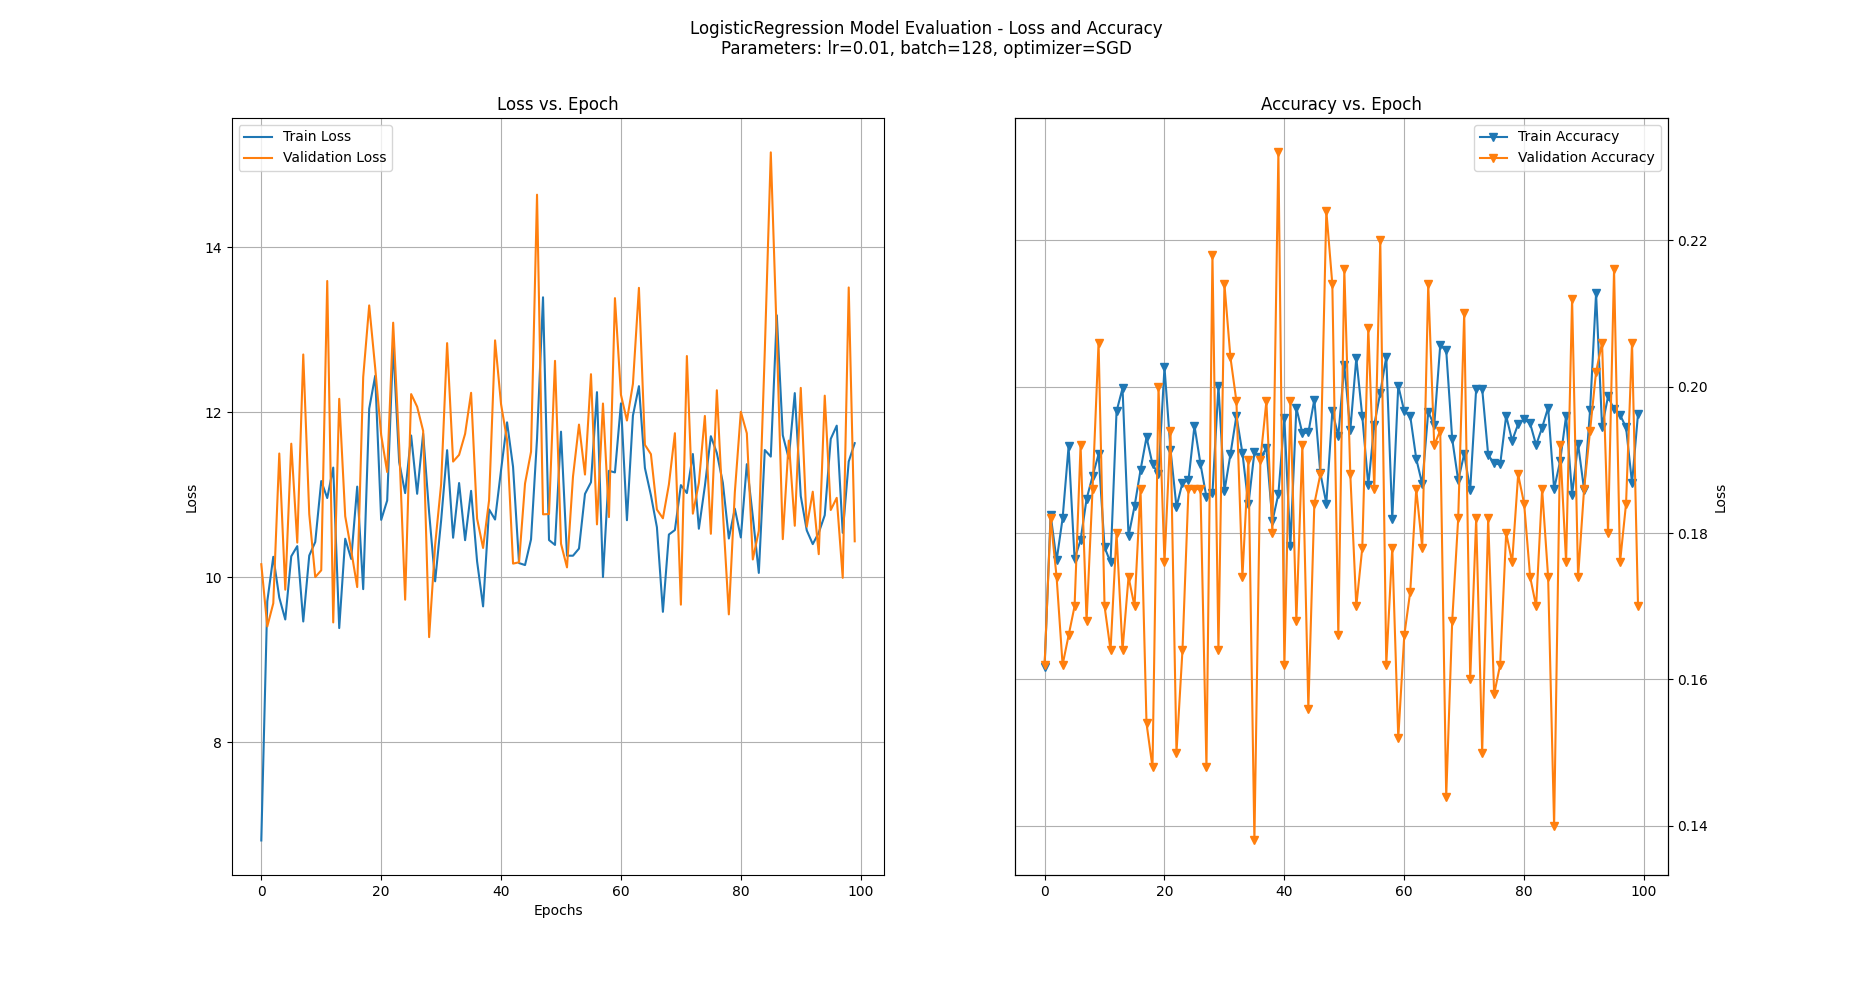 LogisticRegression Model Evaluation - Loss and Accuracy
Parameters: lr=0.01, batch=128, optimizer=SGD
Loss vs. Epoch
Train Loss
Validation Loss
14
12
10
8
Loss
0 20 40 60 80 100
Epochs
Accuracy vs. Epoch
Train Accuracy
Validation Accuracy
0.22
0.20
0.18
0.16
0.14
Loss
0 20 40 60 80 100